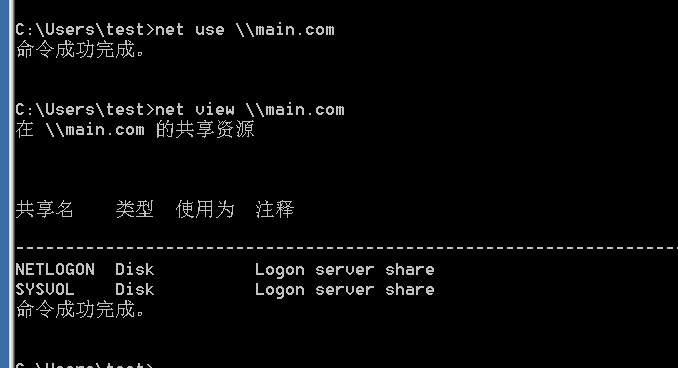 C:\Users\test>net use \\main.com
命令成功完成。
C:\Users\test>net view \\main.com
在 \\main.com 的共享资源
共享名 类型 使用为 注释
-------------------------------------------------------------------
NETLOGON Disk Logon server share
SYSVOL Disk Logon server share
命令成功完成。
C:\Users\test>